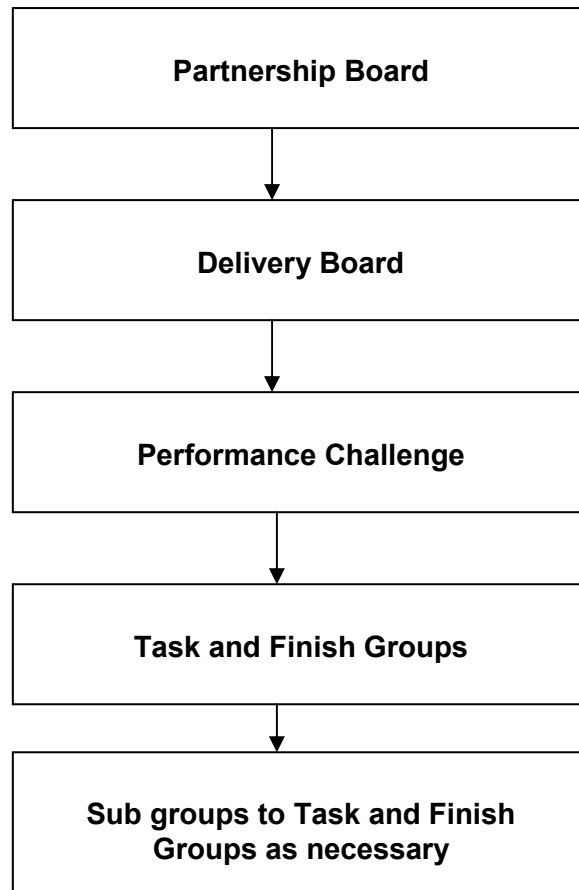 Partnership Board
Delivery Board
Performance Challenge
Task and Finish Groups
Sub groups to Task and Finish
Groups as necessary